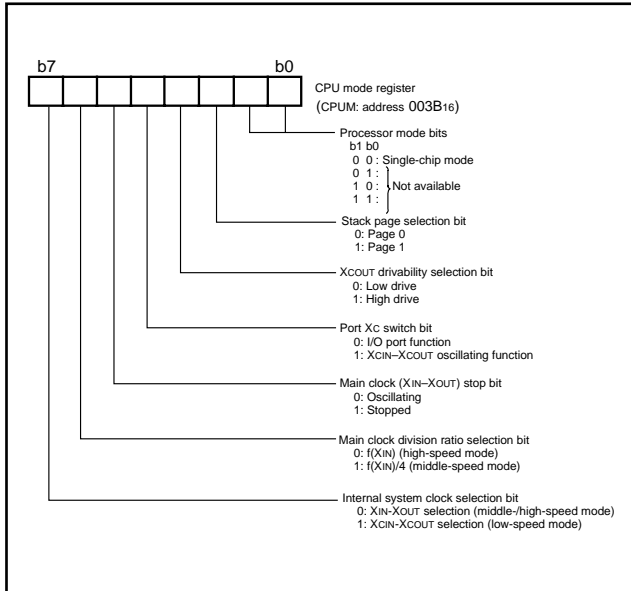 b7 b0
CPU mode register
(CPUM: address 003B16)
Processor mode bits
b1 b0
0 0 : Single-chip mode
0 1 :
1 0 : Not available
1 1 :
Stack page selection bit
0: Page 0
1: Page 1
XCOUT drivability selection bit
0: Low drive
1: High drive
Port XC switch bit
0: I/O port function
1: XCIN–XCOUT oscillating function
Main clock (XIN–XOUT) stop bit
0: Oscillating
1: Stopped
Main clock division ratio selection bit
0: f(XIN) (high-speed mode)
1: f(XIN)/4 (middle-speed mode)
Internal system clock selection bit
0: XIN-XOUT selection (middle-/high-speed mode)
1: XCIN-XCOUT selection (low-speed mode)